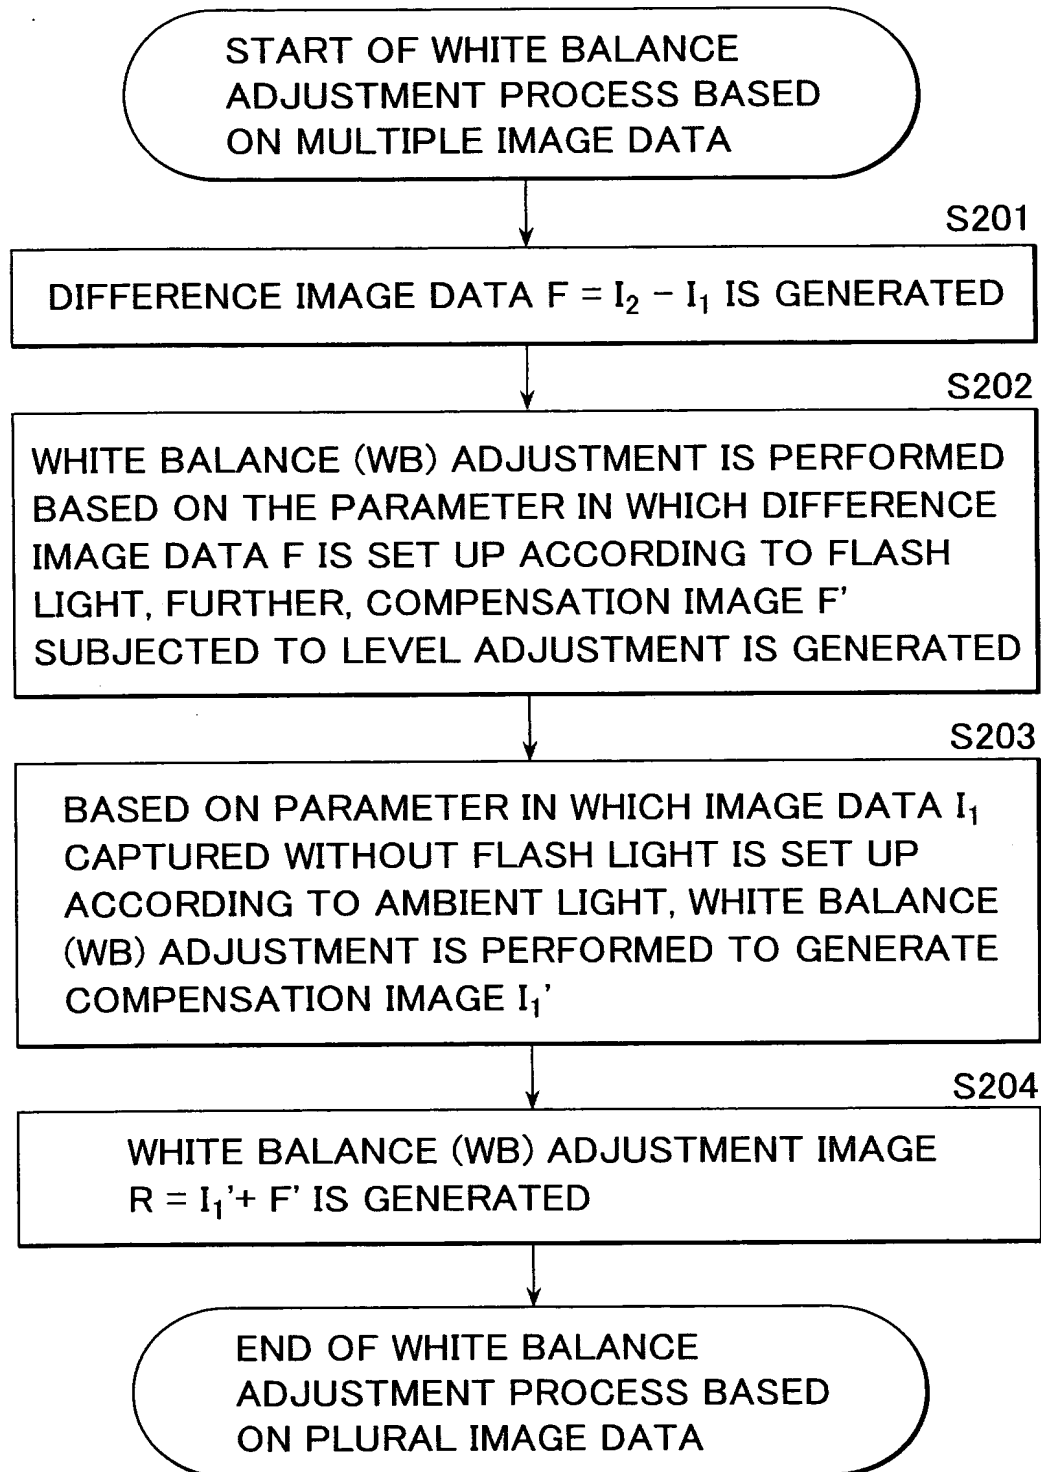 START OF WHITE BALANCE
ADJUSTMENT PROCESS BASED
ON MULTIPLE IMAGE DATA
S201
DIFFERENCE IMAGE DATA F = I₂ − I₁ IS GENERATED
S202
WHITE BALANCE (WB) ADJUSTMENT IS PERFORMED
BASED ON THE PARAMETER IN WHICH DIFFERENCE
IMAGE DATA F IS SET UP ACCORDING TO FLASH
LIGHT, FURTHER, COMPENSATION IMAGE F'
SUBJECTED TO LEVEL ADJUSTMENT IS GENERATED
S203
BASED ON PARAMETER IN WHICH IMAGE DATA I₁
CAPTURED WITHOUT FLASH LIGHT IS SET UP
ACCORDING TO AMBIENT LIGHT, WHITE BALANCE
(WB) ADJUSTMENT IS PERFORMED TO GENERATE
COMPENSATION IMAGE I₁'
S204
WHITE BALANCE (WB) ADJUSTMENT IMAGE
R = I₁'+ F' IS GENERATED
END OF WHITE BALANCE
ADJUSTMENT PROCESS BASED
ON PLURAL IMAGE DATA